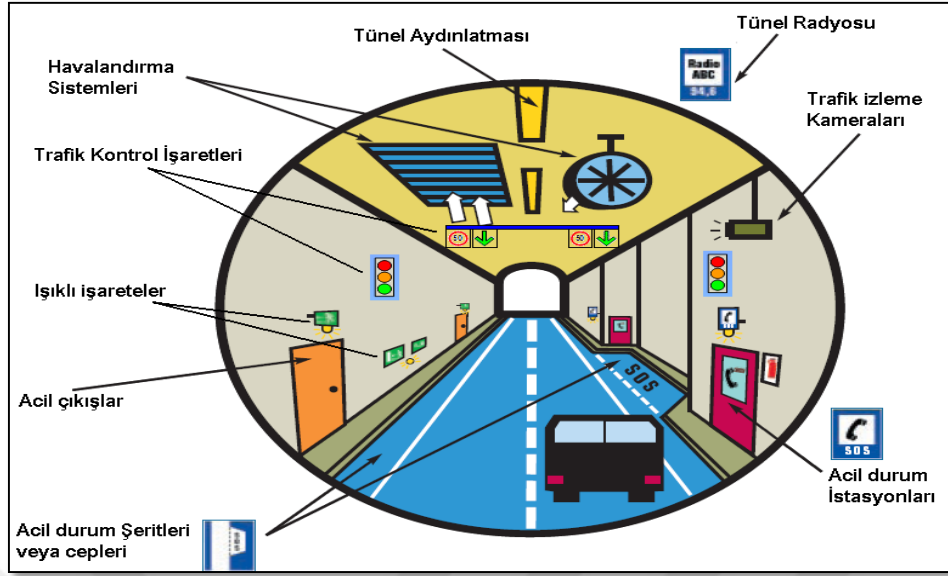 Tünel Aydınlatması
Tünel Radyosu
Radio
ABC
94,6
Havalandırma
Sistemleri
Trafik izleme
Kameraları
Trafik Kontrol İşaretleri
50
50
Işıklı işareteler
SOS
Acil çıkışlar
SOS
Acil durum
İstasyonları
Acil durum Şeritleri
veya cepleri
SOS